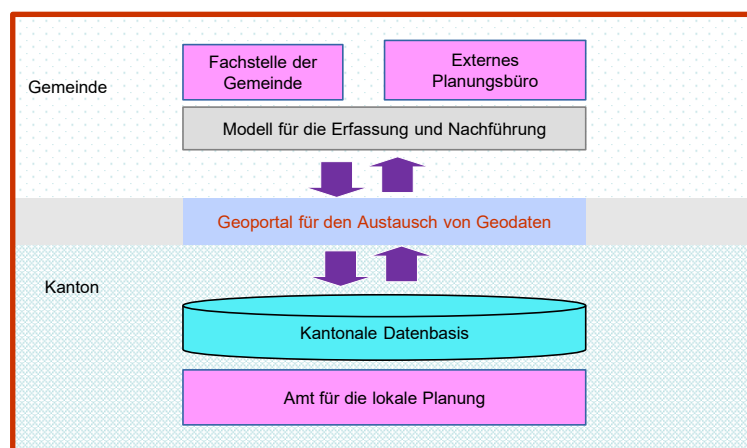 Fachstelle der
Gemeinde
Externes
Planungsbüro
Gemeinde
Modell für die Erfassung und Nachführung
Geoportal für den Austausch von Geodaten
Kanton
Kantonale Datenbasis
Amt für die lokale Planung